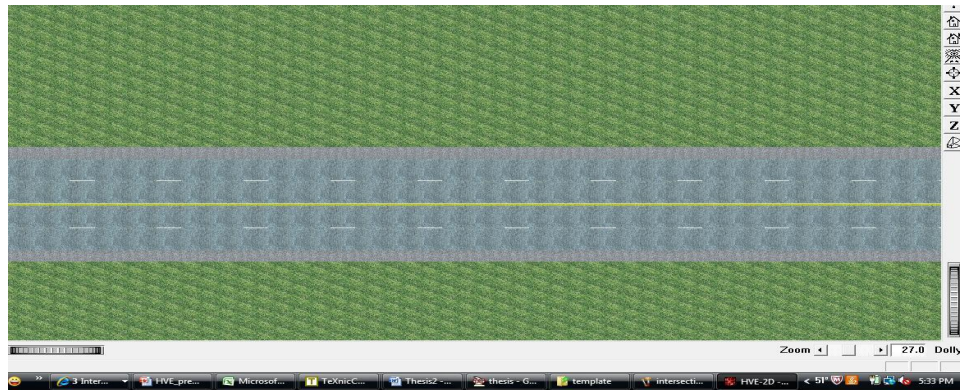 X
Y
Z
Zoom 27.0 Dolly
» 3 Inter... HVE_pre... Microsof... TeXnicC... Thesis2 -... thesis - G... template intersecti... HVE-2D -... < 51° 5:33 PM